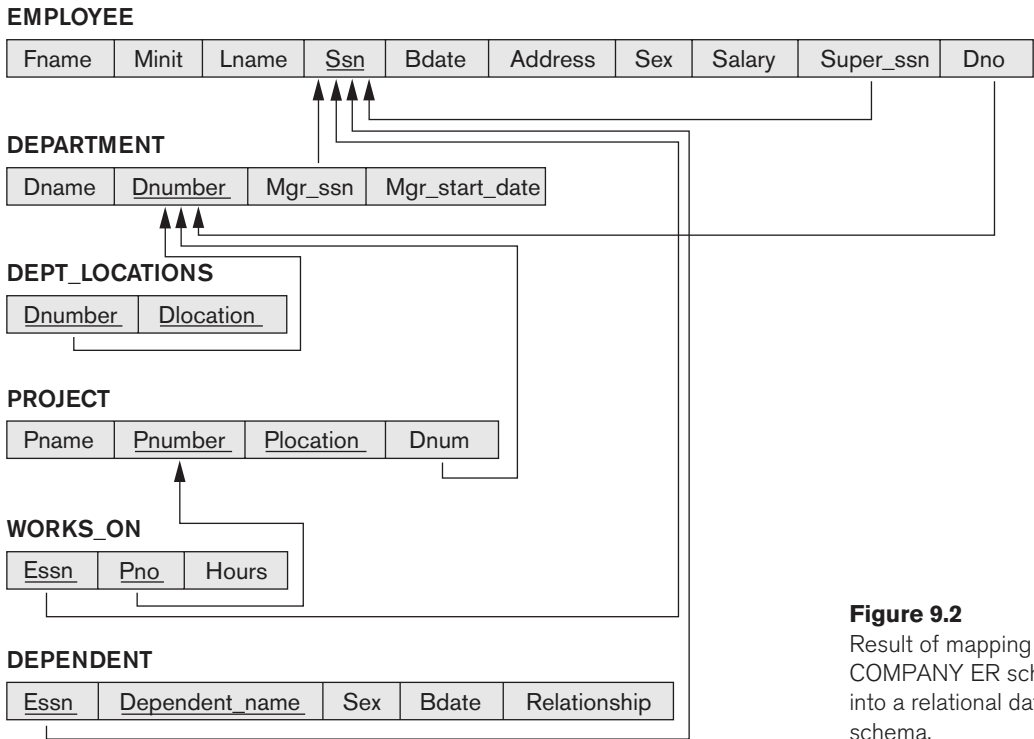 EMPLOYEE
Fname Minit Lname Ssn Bdate Address Sex Salary Super_ssn Dno
DEPARTMENT
Dname Dnumber Mgr_ssn Mgr_start_date
DEPT_LOCATIONS
Dnumber Dlocation
PROJECT
Pname Pnumber Plocation Dnum
WORKS_ON
Essn Pno Hours
DEPENDENT
Essn Dependent_name Sex Bdate Relationship
Figure 9.2
Result of mapping
COMPANY ER
into a relational
schema.